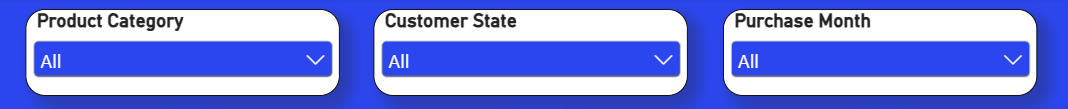 Product Category
All
Customer State
All
Purchase Month
All